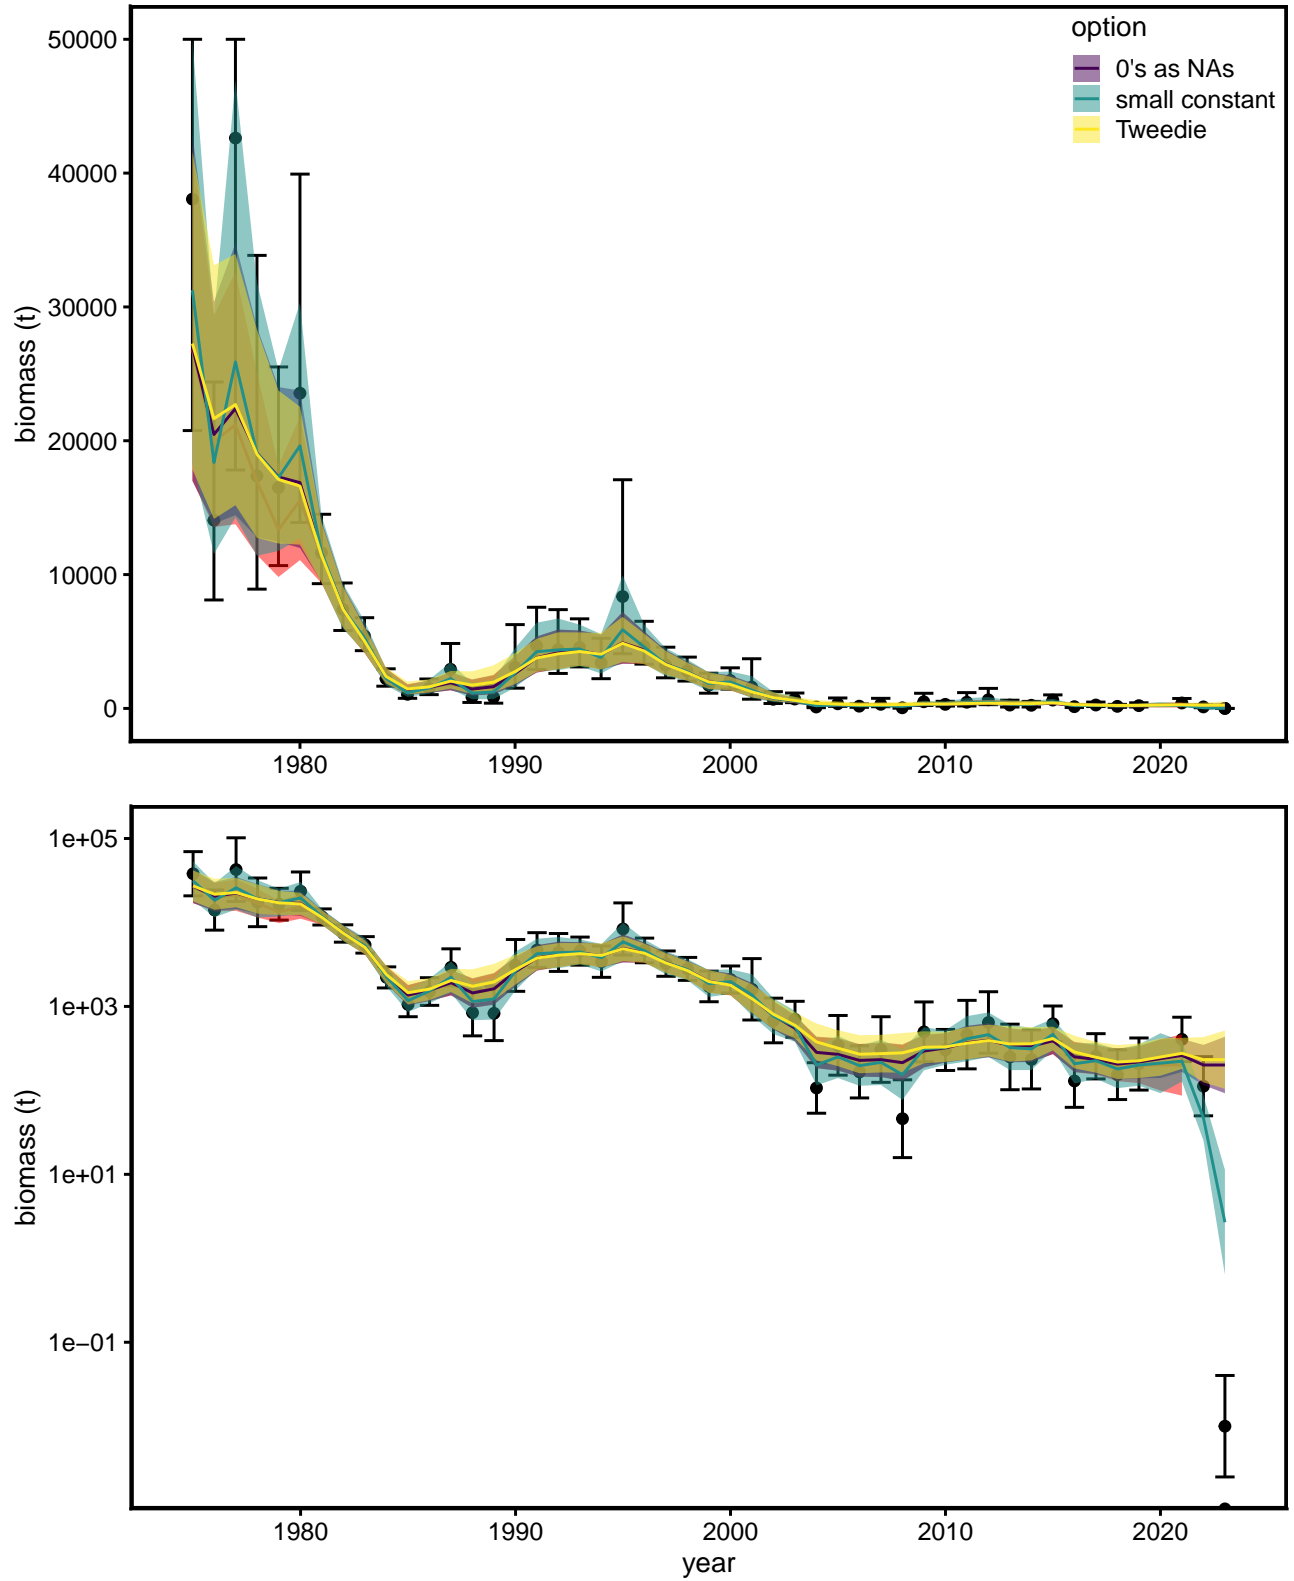 option
0's as NAs
small constant
Tweedie
50000
40000
30000
20000
10000
0
biomass (t)
1980
1990
2000
2010
2020
1e+05
1e+03
1e+01
1e−01
biomass (t)
1980
1990
2000
2010
2020
year